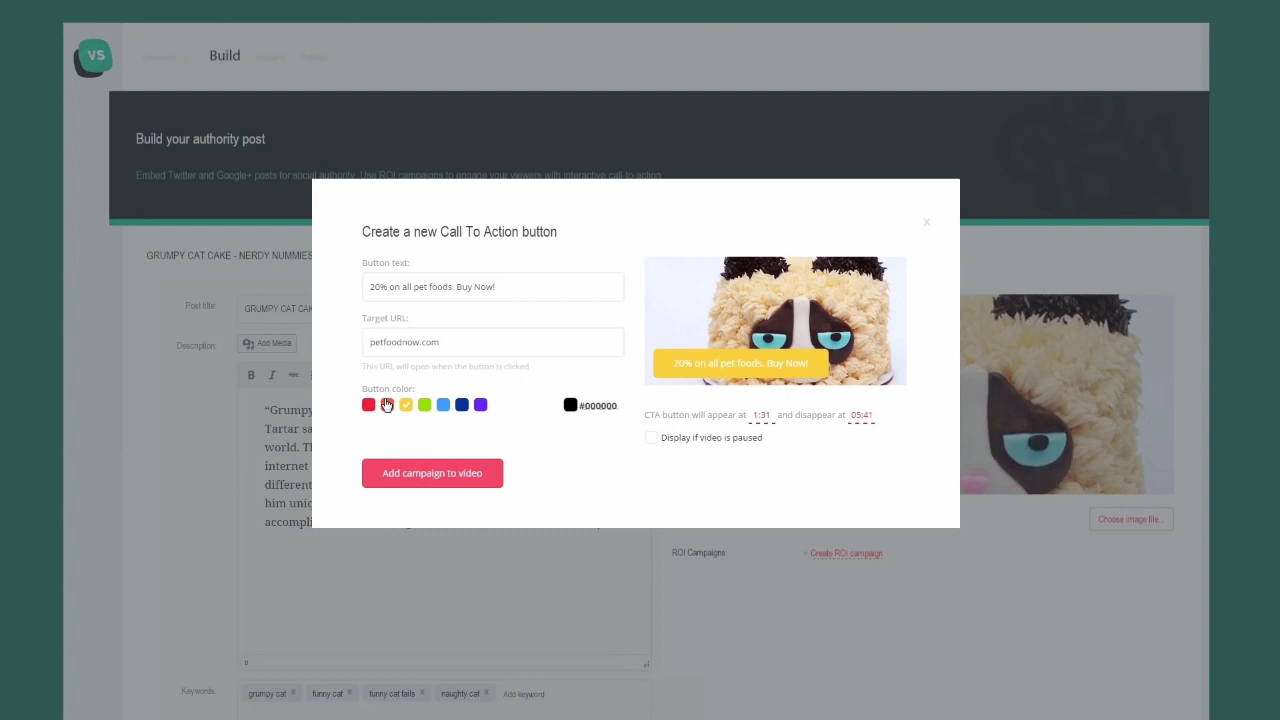 VS
Build
Build your authority post
Embed Twitter and Google+ posts for social authority. Use ROI campaigns to engage your viewers with interactive call-to-action.
GRUMPY CAT CAKE - NERDY NUMMIES
Post title:
GRUMPY CAT CAK
Description:
Add Media
B I ABC
“Grumpy
Tartar sa
world. Th
internet
different
him uniq
accompli
Create a new Call To Action button
x
Button text:
20% on all pet foods. Buy Now!
Target URL:
petfoodnow.com
This URL will open when the button is clicked
Button color:
#000000
Add campaign to video
20% on all pet foods. Buy Now!
CTA button will appear at 1:31 and disappear at 05:41
Display if video is paused
Choose image file...
ROI Campaigns:
+ Create ROI campaign
p
Keywords:
grumpy cat x
funny cat x
funny cat fails x
naughty cat x
Add keyword